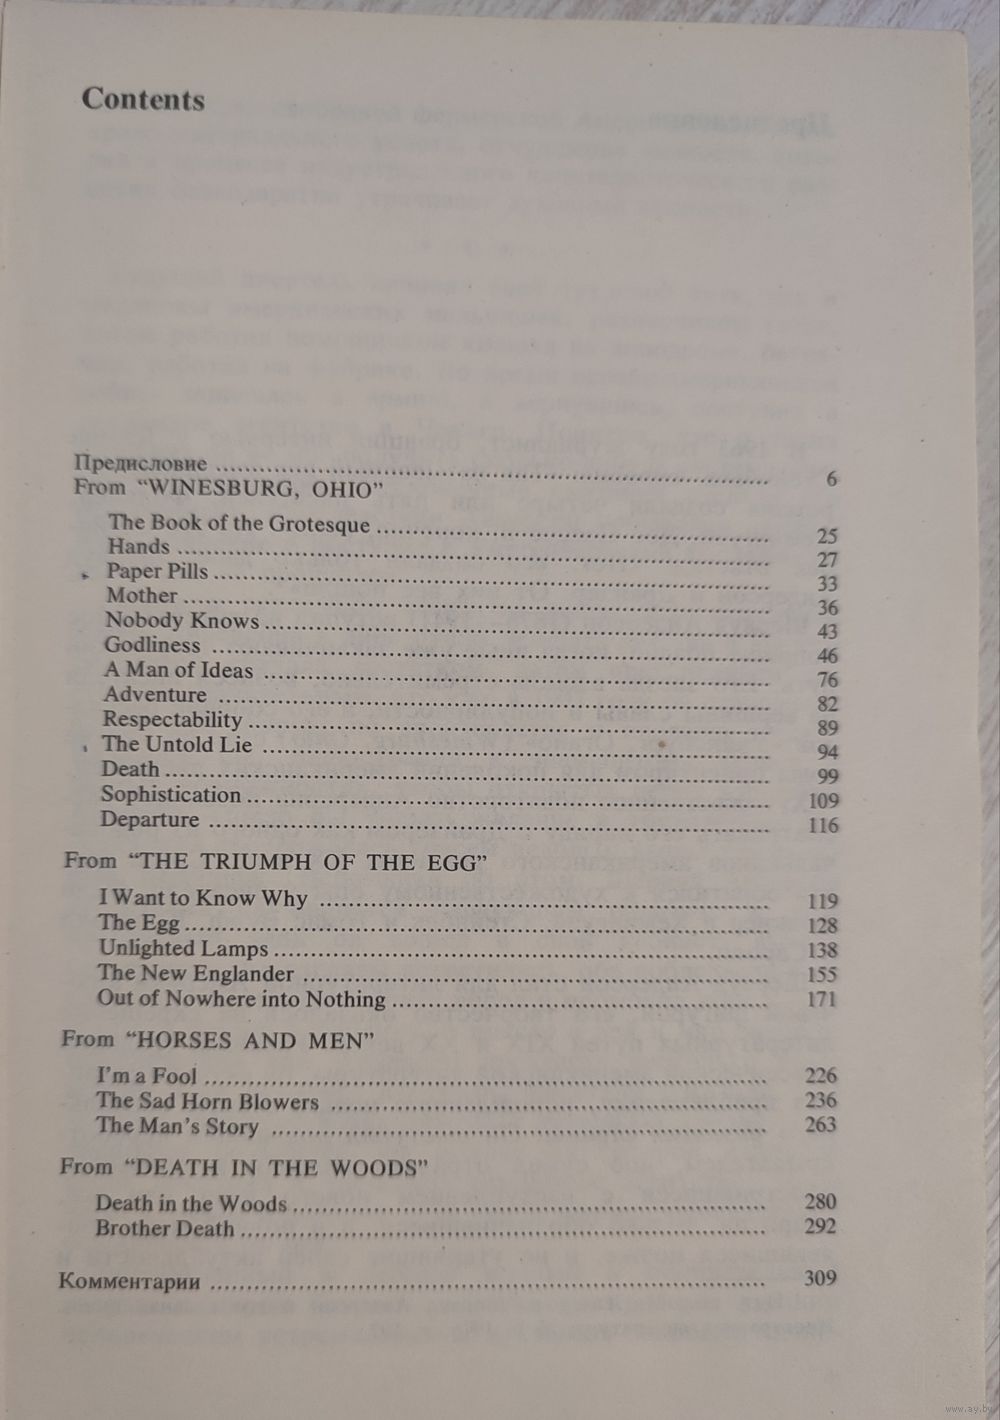 Contents
Предисловие ........ 6
From “WINESBURG, OHIO”
The Book of the Grotesque ........ 25
Hands ........ 27
Paper Pills ........ 33
Mother ........ 36
Nobody Knows ........ 43
Godliness ........ 46
A Man of Ideas ........ 76
Adventure ........ 82
Respectability ........ 89
The Untold Lie ........ 94
Death ........ 99
Sophistication ........ 109
Departure ........ 116
From “THE TRIUMPH OF THE EGG”
I Want to Know Why ........ 119
The Egg ........ 128
Unlighted Lamps ........ 138
The New Englander ........ 155
Out of Nowhere into Nothing ........ 171
From “HORSES AND MEN”
I’m a Fool ........ 226
The Sad Horn Blowers ........ 236
The Man’s Story ........ 263
From “DEATH IN THE WOODS”
Death in the Woods ........ 280
Brother Death ........ 292
Комментарии ........ 309
www.ay.by